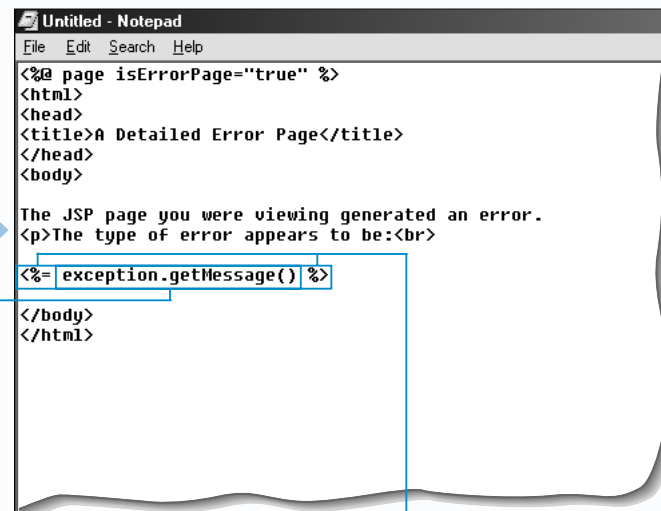 Untitled - Notepad
File Edit Search Help
<%@ page isErrorPage="true" %>
<html>
<head>
<title>A Detailed Error Page</title>
</head>
<body>
The JSP page you were viewing generated an error.
<p>The type of error appears to be:<br>
<%= exception.getMessage() %>
</body>
</html>